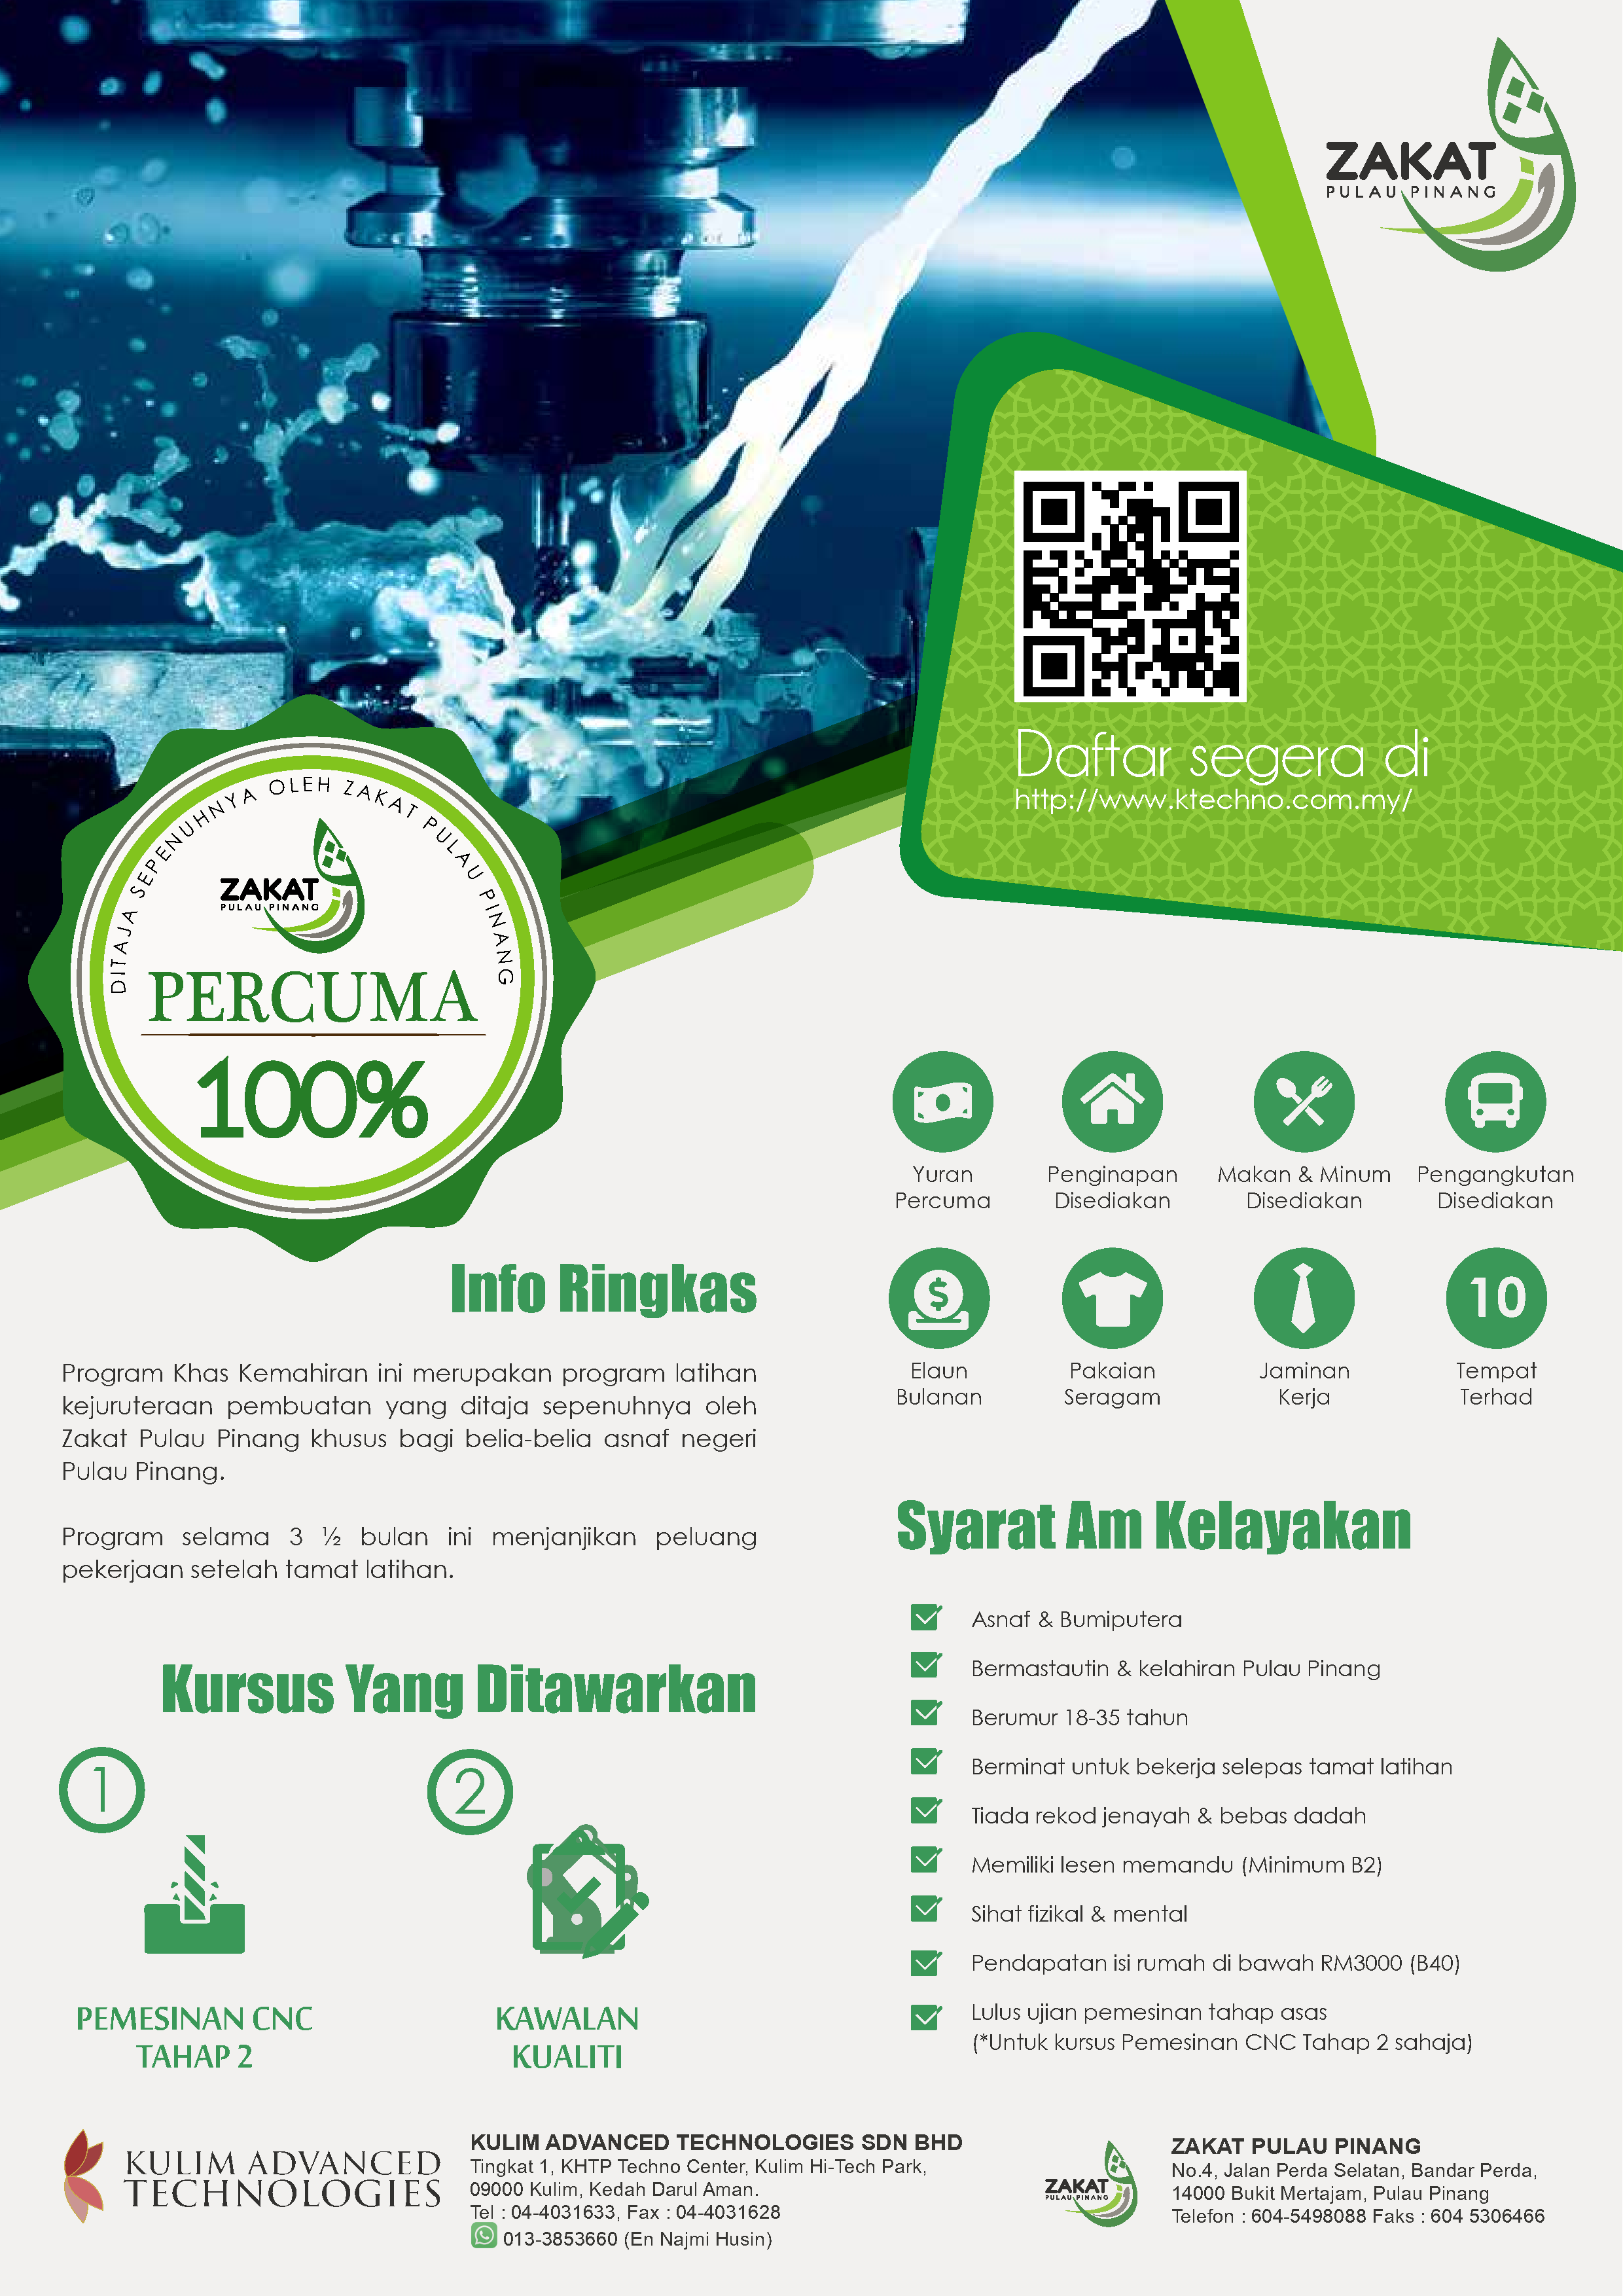 ZAKAT
PULAU PINANG
Daftar segera di
http://www.ktechno.com.my/
DITAJA SEPENUHNYA OLEH ZAKAT PULAU PINANG
ZAKAT
PULAU PINANG
PERCUMA
100%
Yuran
Percuma
Penginapan
Disediakan
Makan & Minum
Disediakan
Pengangkutan
Disediakan
Elaun
Bulanan
Pakaian
Seragam
Jaminan
Kerja
10
Tempat
Terhad
Info Ringkas
Program Khas Kemahiran ini merupakan program latihan
kejuruteraan pembuatan yang ditaja sepenuhnya oleh
Zakat Pulau Pinang khusus bagi belia-belia asnaf negeri
Pulau Pinang.
Program selama 3 ½ bulan ini menjanjikan peluang
pekerjaan setelah tamat latihan.
Kursus Yang Ditawarkan
1
PEMESINAN CNC
TAHAP 2
2
KAWALAN
KUALITI
Syarat Am Kelayakan
Asnaf & Bumiputera
Bermastautin & kelahiran Pulau Pinang
Berumur 18-35 tahun
Berminat untuk bekerja selepas tamat latihan
Tiada rekod jenayah & bebas dadah
Memiliki lesen memandu (Minimum B2)
Sihat fizikal & mental
Pendapatan isi rumah di bawah RM3000 (B40)
Lulus ujian pemesinan tahap asas
(*Untuk kursus Pemesinan CNC Tahap 2 sahaja)
KULIM ADVANCED
TECHNOLOGIES
KULIM ADVANCED TECHNOLOGIES SDN BHD
Tingkat 1, KHTP Techno Center, Kulim Hi-Tech Park,
09000 Kulim, Kedah Darul Aman.
Tel : 04-4031633, Fax : 04-4031628
013-3853660 (En Najmi Husin)
ZAKAT
PULAU PINANG
ZAKAT PULAU PINANG
No.4, Jalan Perda Selatan, Bandar Perda,
14000 Bukit Mertajam, Pulau Pinang
Telefon : 604-5498088 Faks : 604 5306466